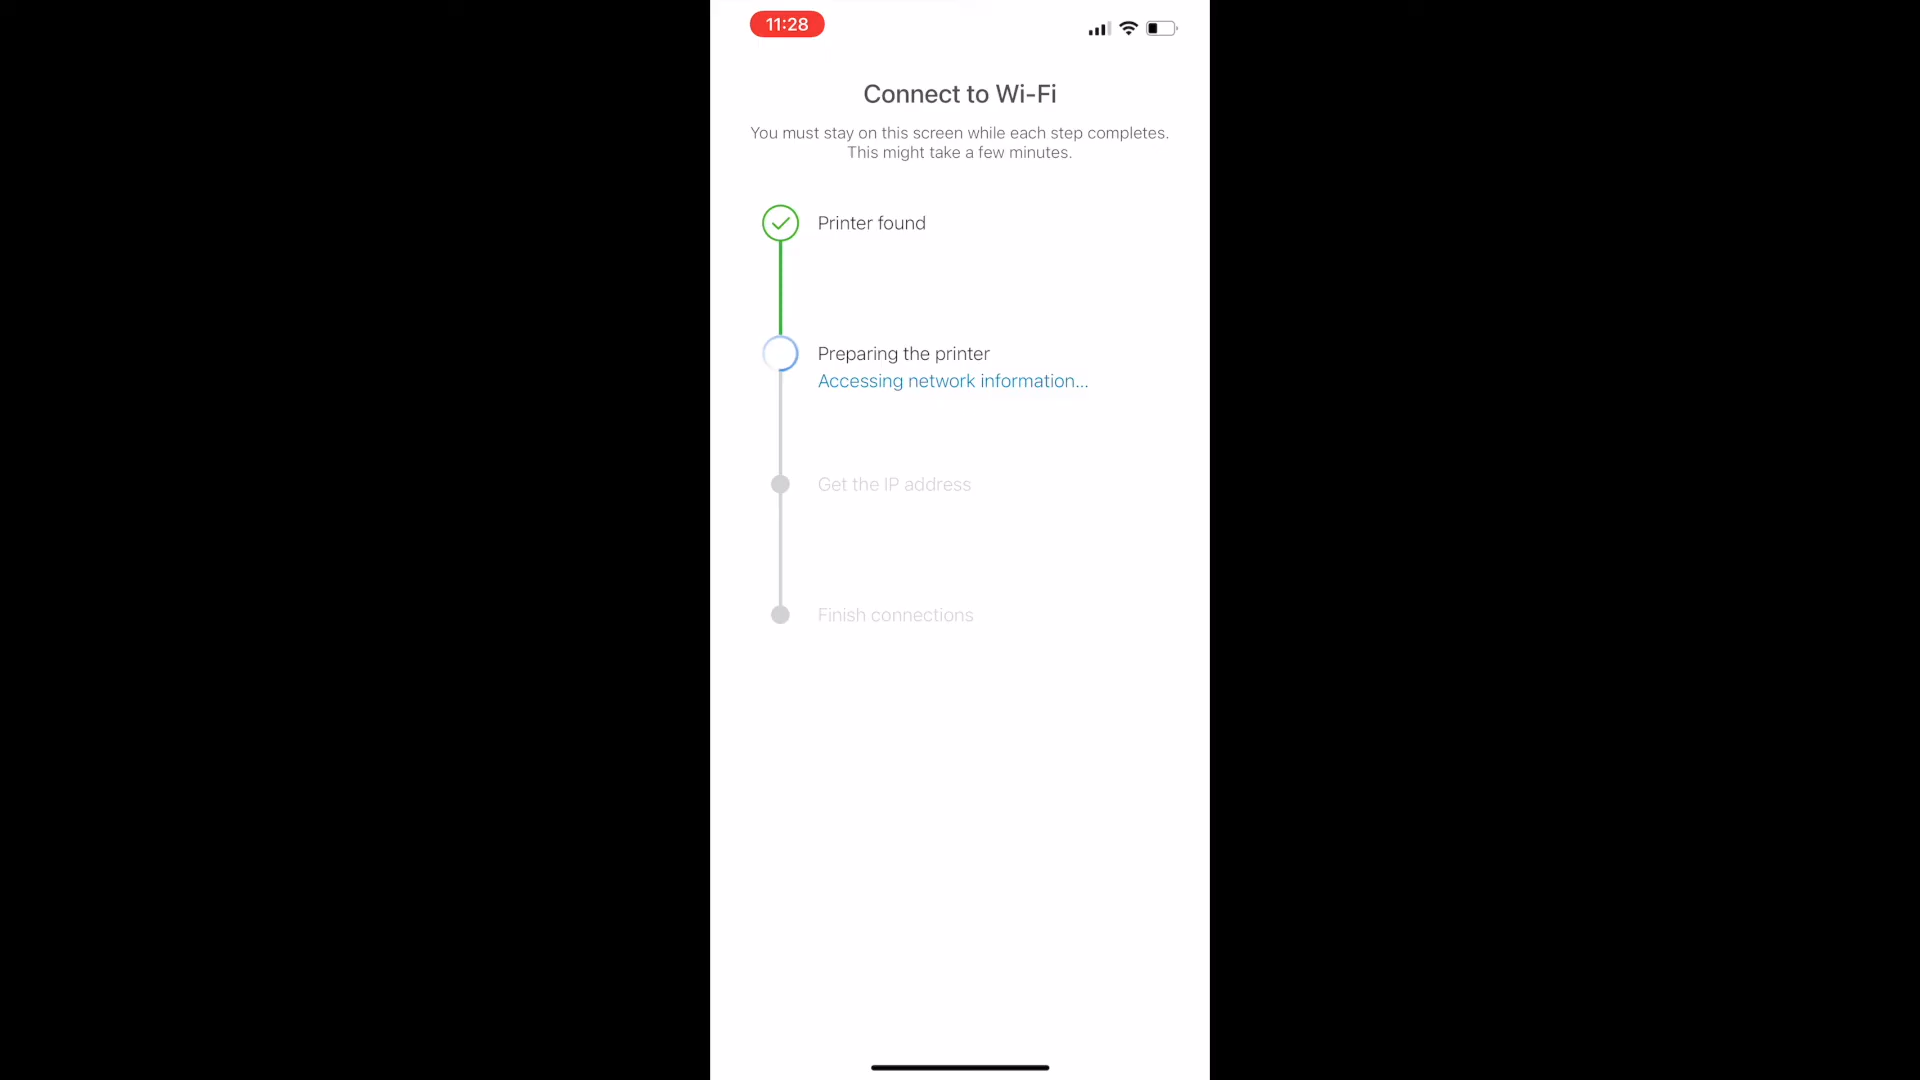 11:28
Connect to Wi-Fi
You must stay on this screen while each step completes.
This might take a few minutes.
Printer found
Preparing the printer
Accessing network information...
Get the IP address
Finish connections